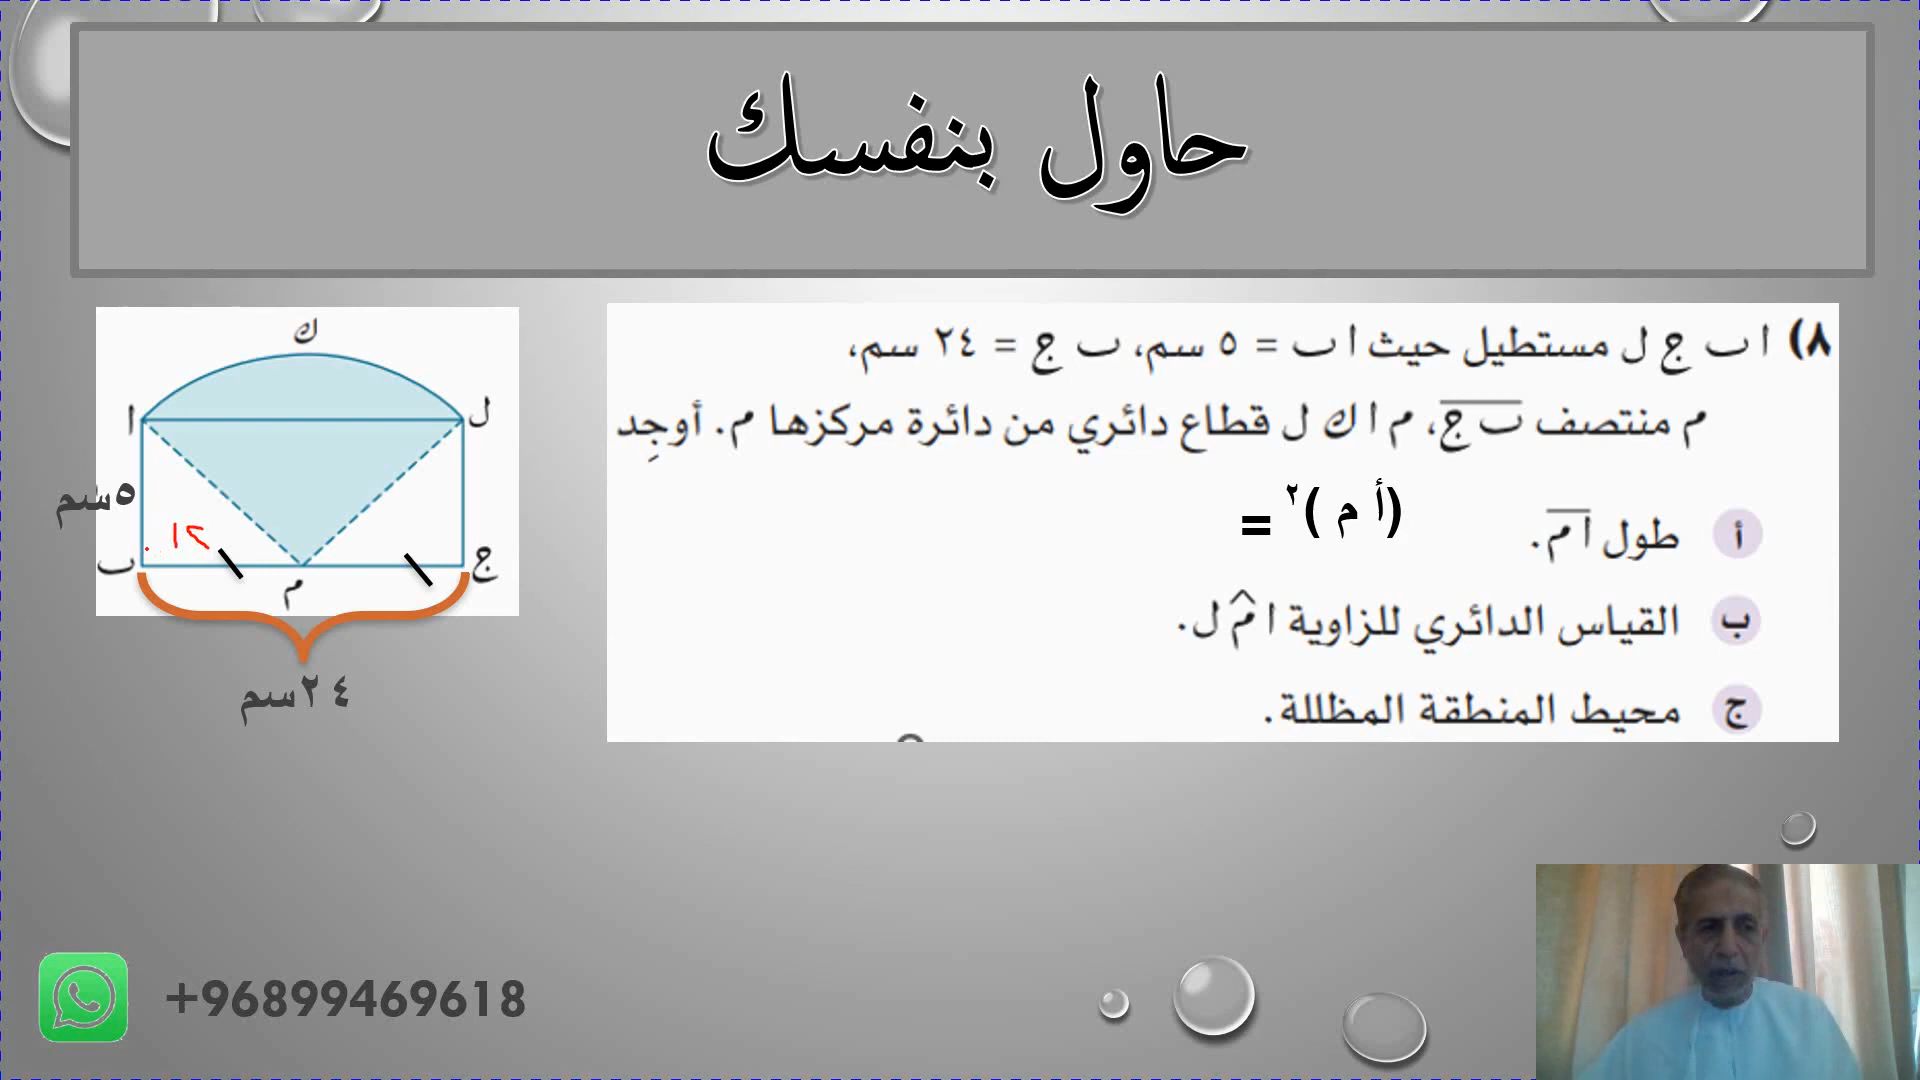 حاول بنفسك
٨) ا ب ج ل مستطيل حيث ا ب = ٥ سم، ب ج = ٢٤ سم،
م منتصف ب ج، م ا ك ل قطاع دائري من دائرة مركزها م. أوجِد
أ طول ا م.
(أ م)٢ =
ب القياس الدائري للزاوية ا م̂ ل.
ج محيط المنطقة المظللة.
ك
ا
ل
٥سم
١٢
ب
م
ج
٢٤سم
+96899469618